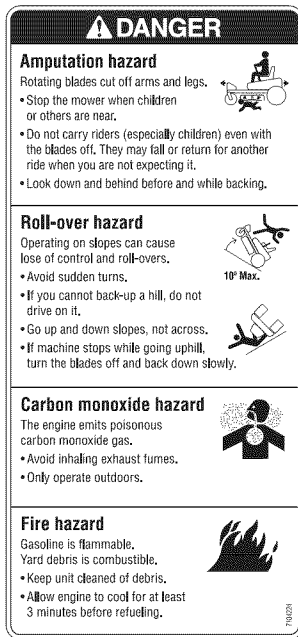 DANGER
Amputation hazard
Rotating blades cut off arms and legs.
• Stop the mower when children
or others are near.
• Do not carry riders (especially children) even with
the blades off. They may fall or return for another
ride when you are not expecting it.
• Look down and behind before and while backing.
Roll-over hazard
Operating on slopes can cause
lose of control and roll-overs.
• Avoid sudden turns.
10° Max.
• If you cannot back-up a hill, do not
drive on it.
• Go up and down slopes, not across.
• If machine stops while going uphill,
turn the blades off and back down slowly.
Carbon monoxide hazard
The engine emits poisonous
carbon monoxide gas.
• Avoid inhaling exhaust fumes.
• Only operate outdoors.
Fire hazard
Gasoline is flammable.
Yard debris is combustible.
• Keep unit cleaned of debris.
• Allow engine to cool for at least
3 minutes before refueling.